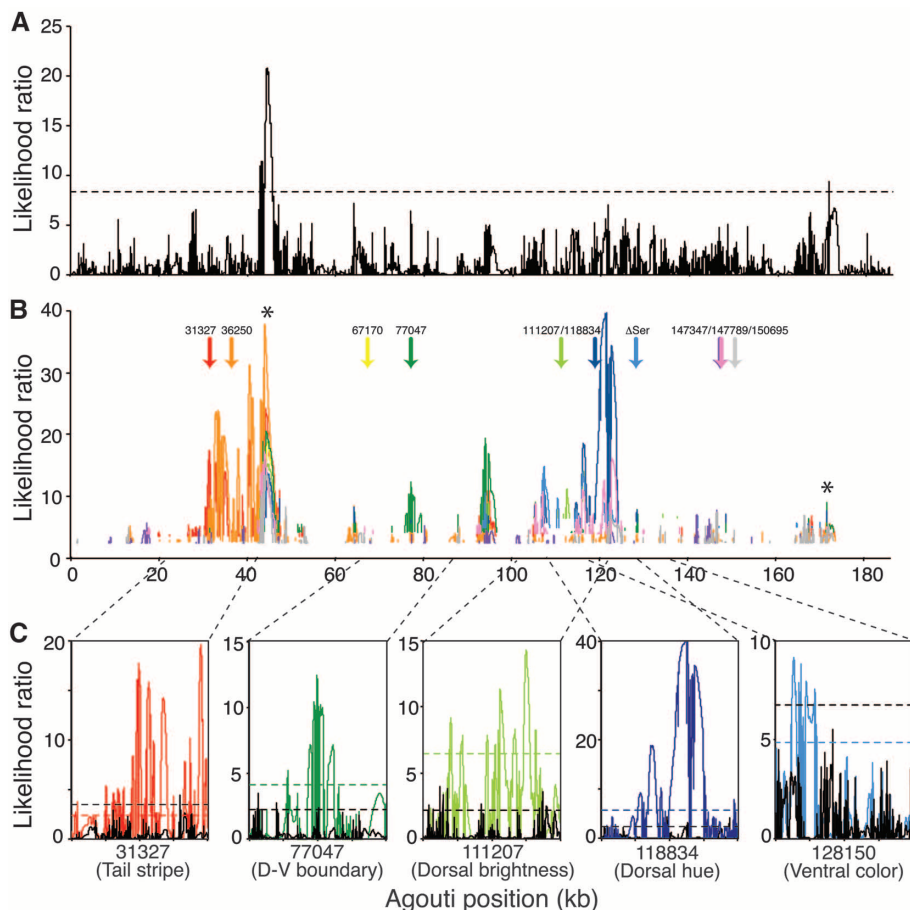 A
25
20
15
10
5
0
Likelihood ratio
B
40
30
20
10
0
Likelihood ratio
* *
31327 36250 67170 77047 111207/118834 ΔSer 147347/147789/150695
0 20 40 60 80 100 120 140 160 180
C
Likelihood ratio
20
10
0
31327
(Tail stripe)
15
10
5
0
77047
(D-V boundary)
15
10
5
0
111207
(Dorsal brightness)
40
20
0
118834
(Dorsal hue)
10
5
0
128150
(Ventral color)
Agouti position (kb)